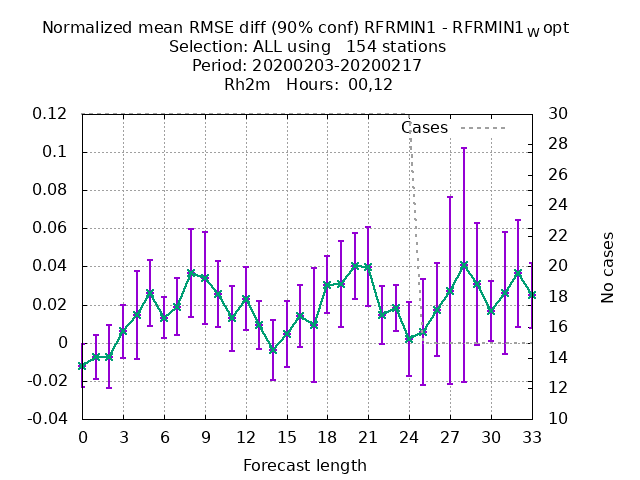 Normalized mean RMSE diff (90% conf) RFRMIN1 - RFRMIN1W opt
Selection: ALL using   154 stations
Period: 20200203-20200217
Rh2m   Hours:  00,12
0.12
0.1
0.08
0.06
0.04
0.02
0
-0.02
-0.04
Cases
30
28
26
24
22
20
18
16
14
12
10
No cases
0 3 6 9 12 15 18 21 24 27 30 33
Forecast length